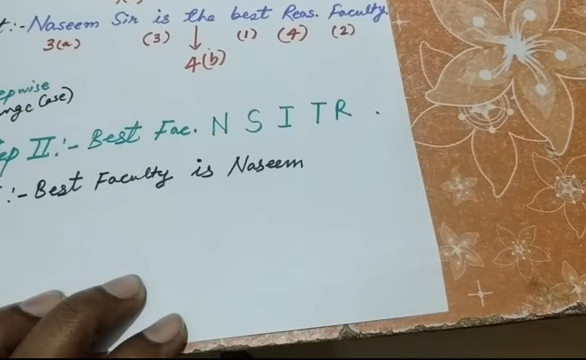 t:- Naseem Sir is the best Reas. Faculty
3(a) (3) 4(b) (1) (4) (2)
epwise
ange Case)
ep II:- Best Fac. N S I T R .
:- Best Faculty is Naseem